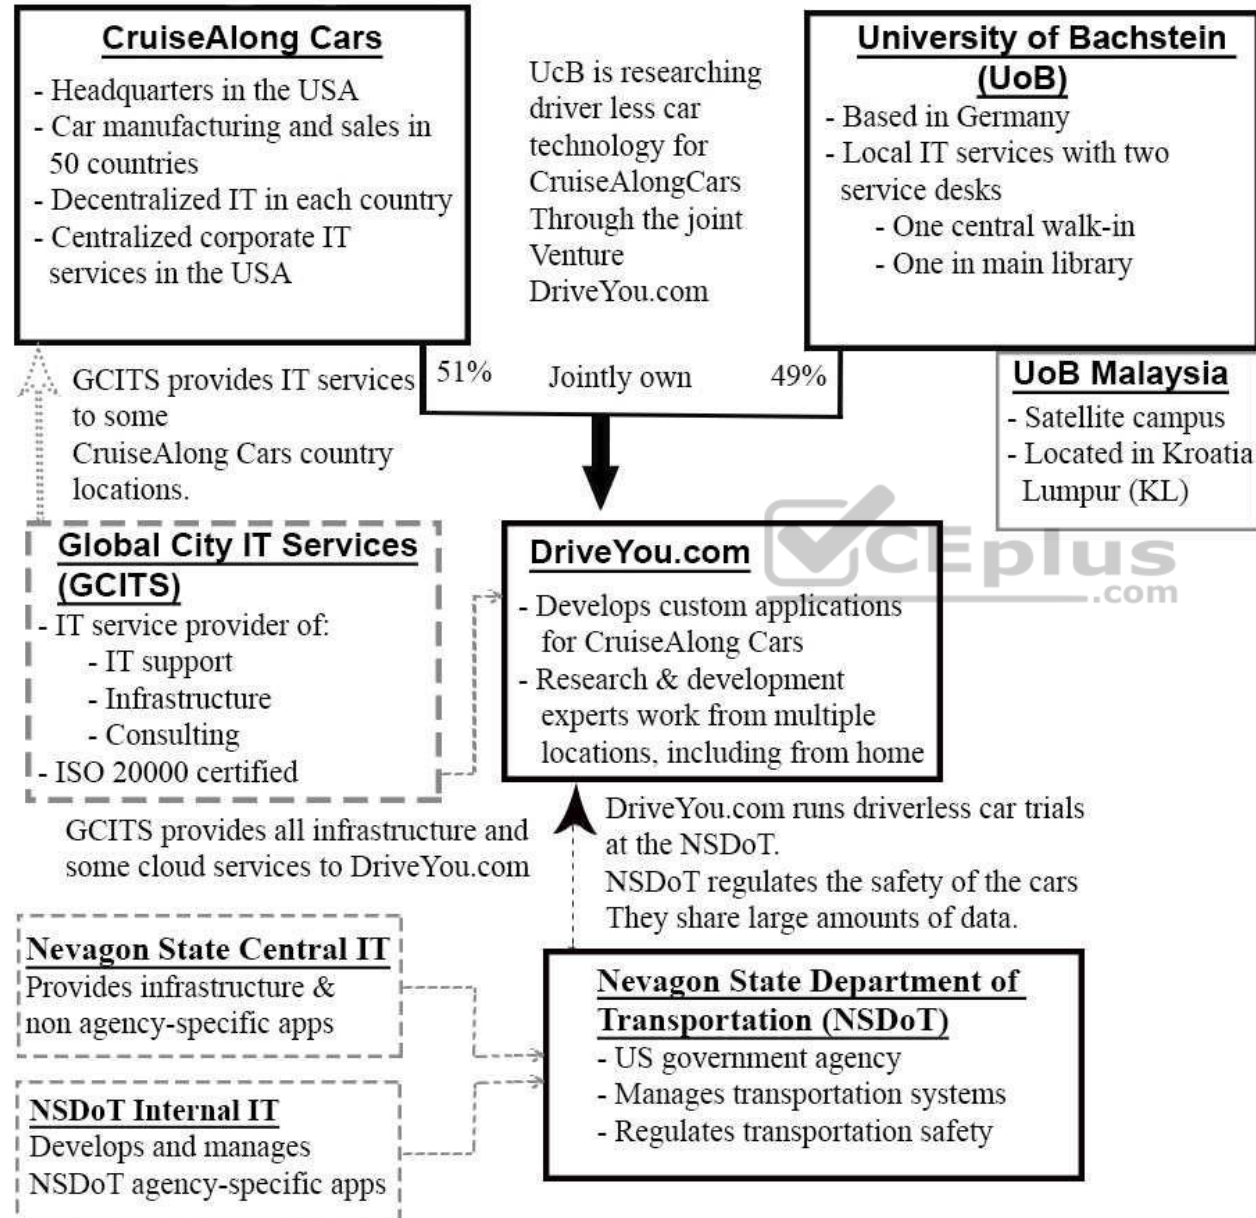 CruiseAlong Cars
- Headquarters in the USA
- Car manufacturing and sales in
50 countries
- Decentralized IT in each country
- Centralized corporate IT
services in the USA
UcB is researching
driver less car
technology for
CruiseAlongCars
Through the joint
Venture
DriveYou.com
University of Bachstein
(UoB)
- Based in Germany
- Local IT services with two
service desks
- One central walk-in
- One in main library
51%
Jointly own
49%
UoB Malaysia
- Satellite campus
- Located in Kroatia
Lumpur (KL)
GCITS provides IT services
to some
CruiseAlong Cars country
locations.
Global City IT Services
(GCITS)
- IT service provider of:
- IT support
- Infrastructure
- Consulting
- ISO 20000 certified
DriveYou.com
- Develops custom applications
for CruiseAlong Cars
- Research & development
experts work from multiple
locations, including from home
CEplus
.com
GCITS provides all infrastructure and
some cloud services to DriveYou.com
DriveYou.com runs driverless car trials
at the NSDoT.
NSDoT regulates the safety of the cars
They share large amounts of data.
Nevagon State Central IT
Provides infrastructure &
non agency-specific apps
NSDoT Internal IT
Develops and manages
NSDoT agency-specific apps
Nevagon State Department of
Transportation (NSDoT)
- US government agency
- Manages transportation systems
- Regulates transportation safety